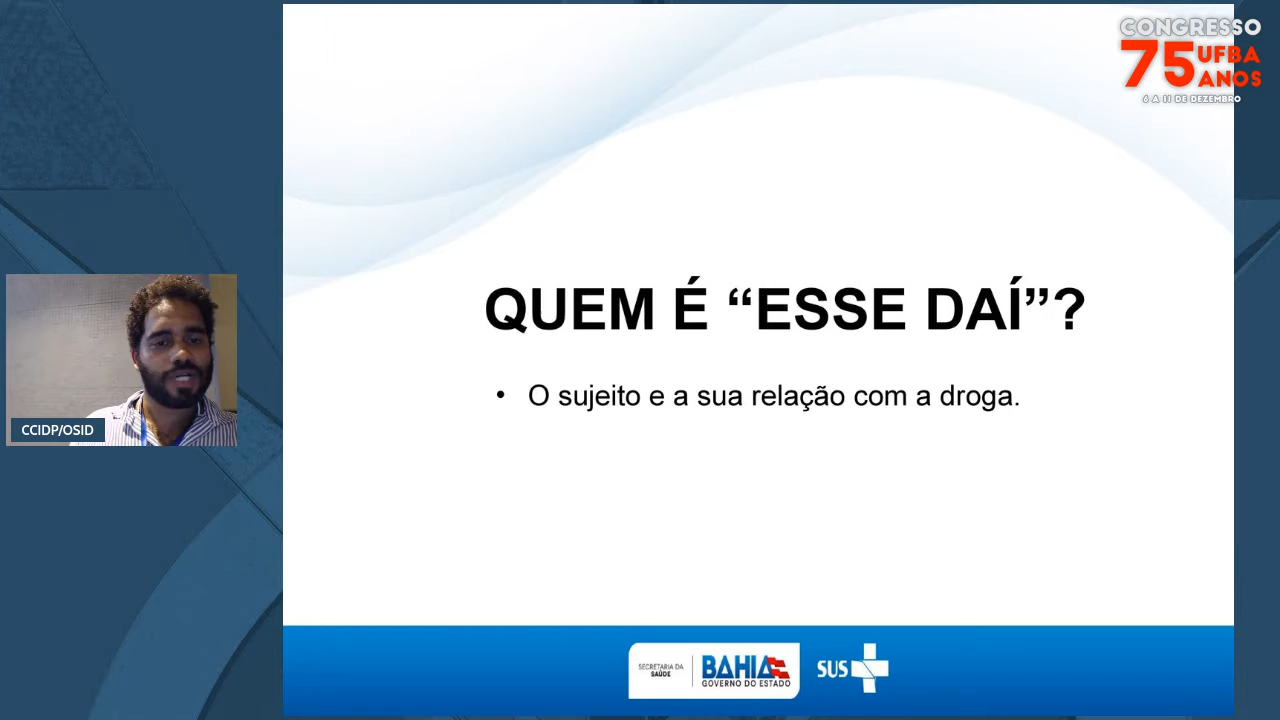 CONGRESSO
75 UFBA
ANOS
6 A 11 DE DEZEMBRO
QUEM É “ESSE DAÍ”?
• O sujeito e a sua relação com a droga.
CCIDP/OSID
SECRETARIA DA
SAÚDE
BAHIA
GOVERNO DO ESTADO
SUS